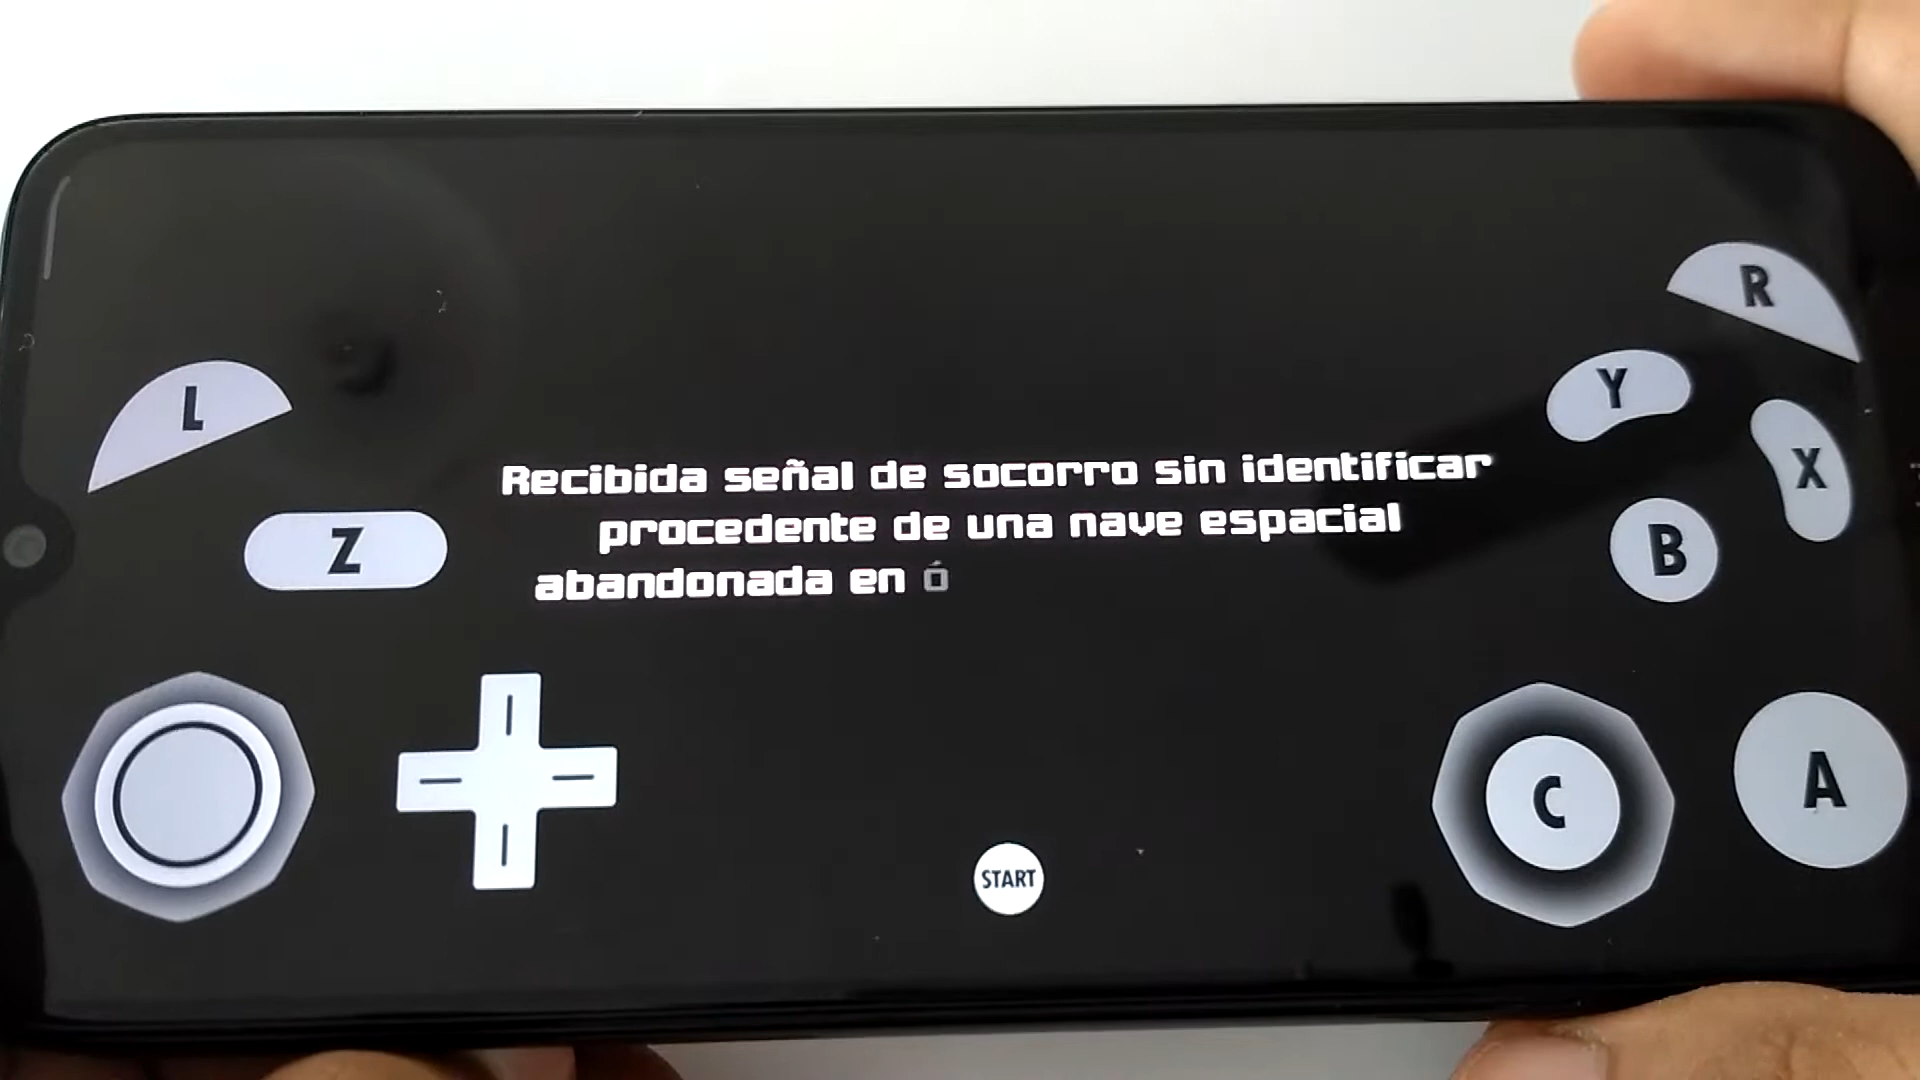 R
L
Y
X
Recibida señal de socorro sin identificar
procedente de una nave espacial
abandonada en ó
Z
B
C
A
START